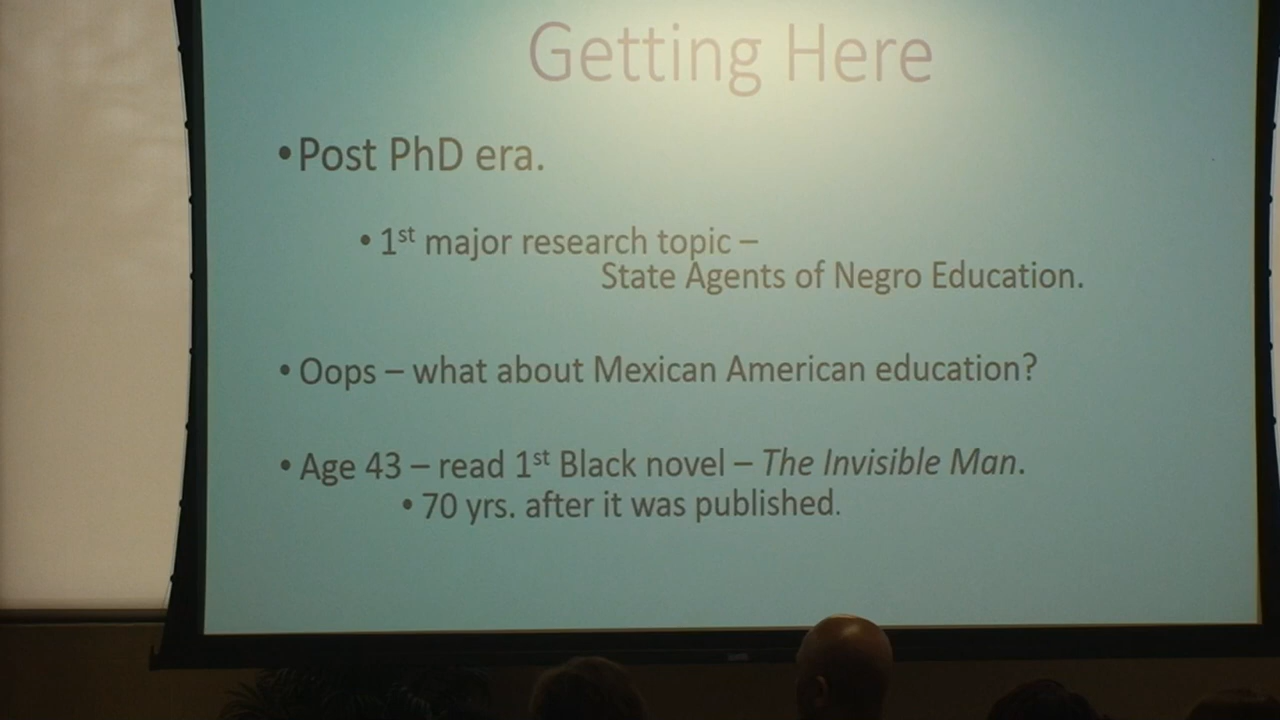 Getting Here
•Post PhD era.
• 1st major research topic –
State Agents of Negro Education.
• Oops – what about Mexican American education?
• Age 43 – read 1st Black novel – The Invisible Man.
• 70 yrs. after it was published.